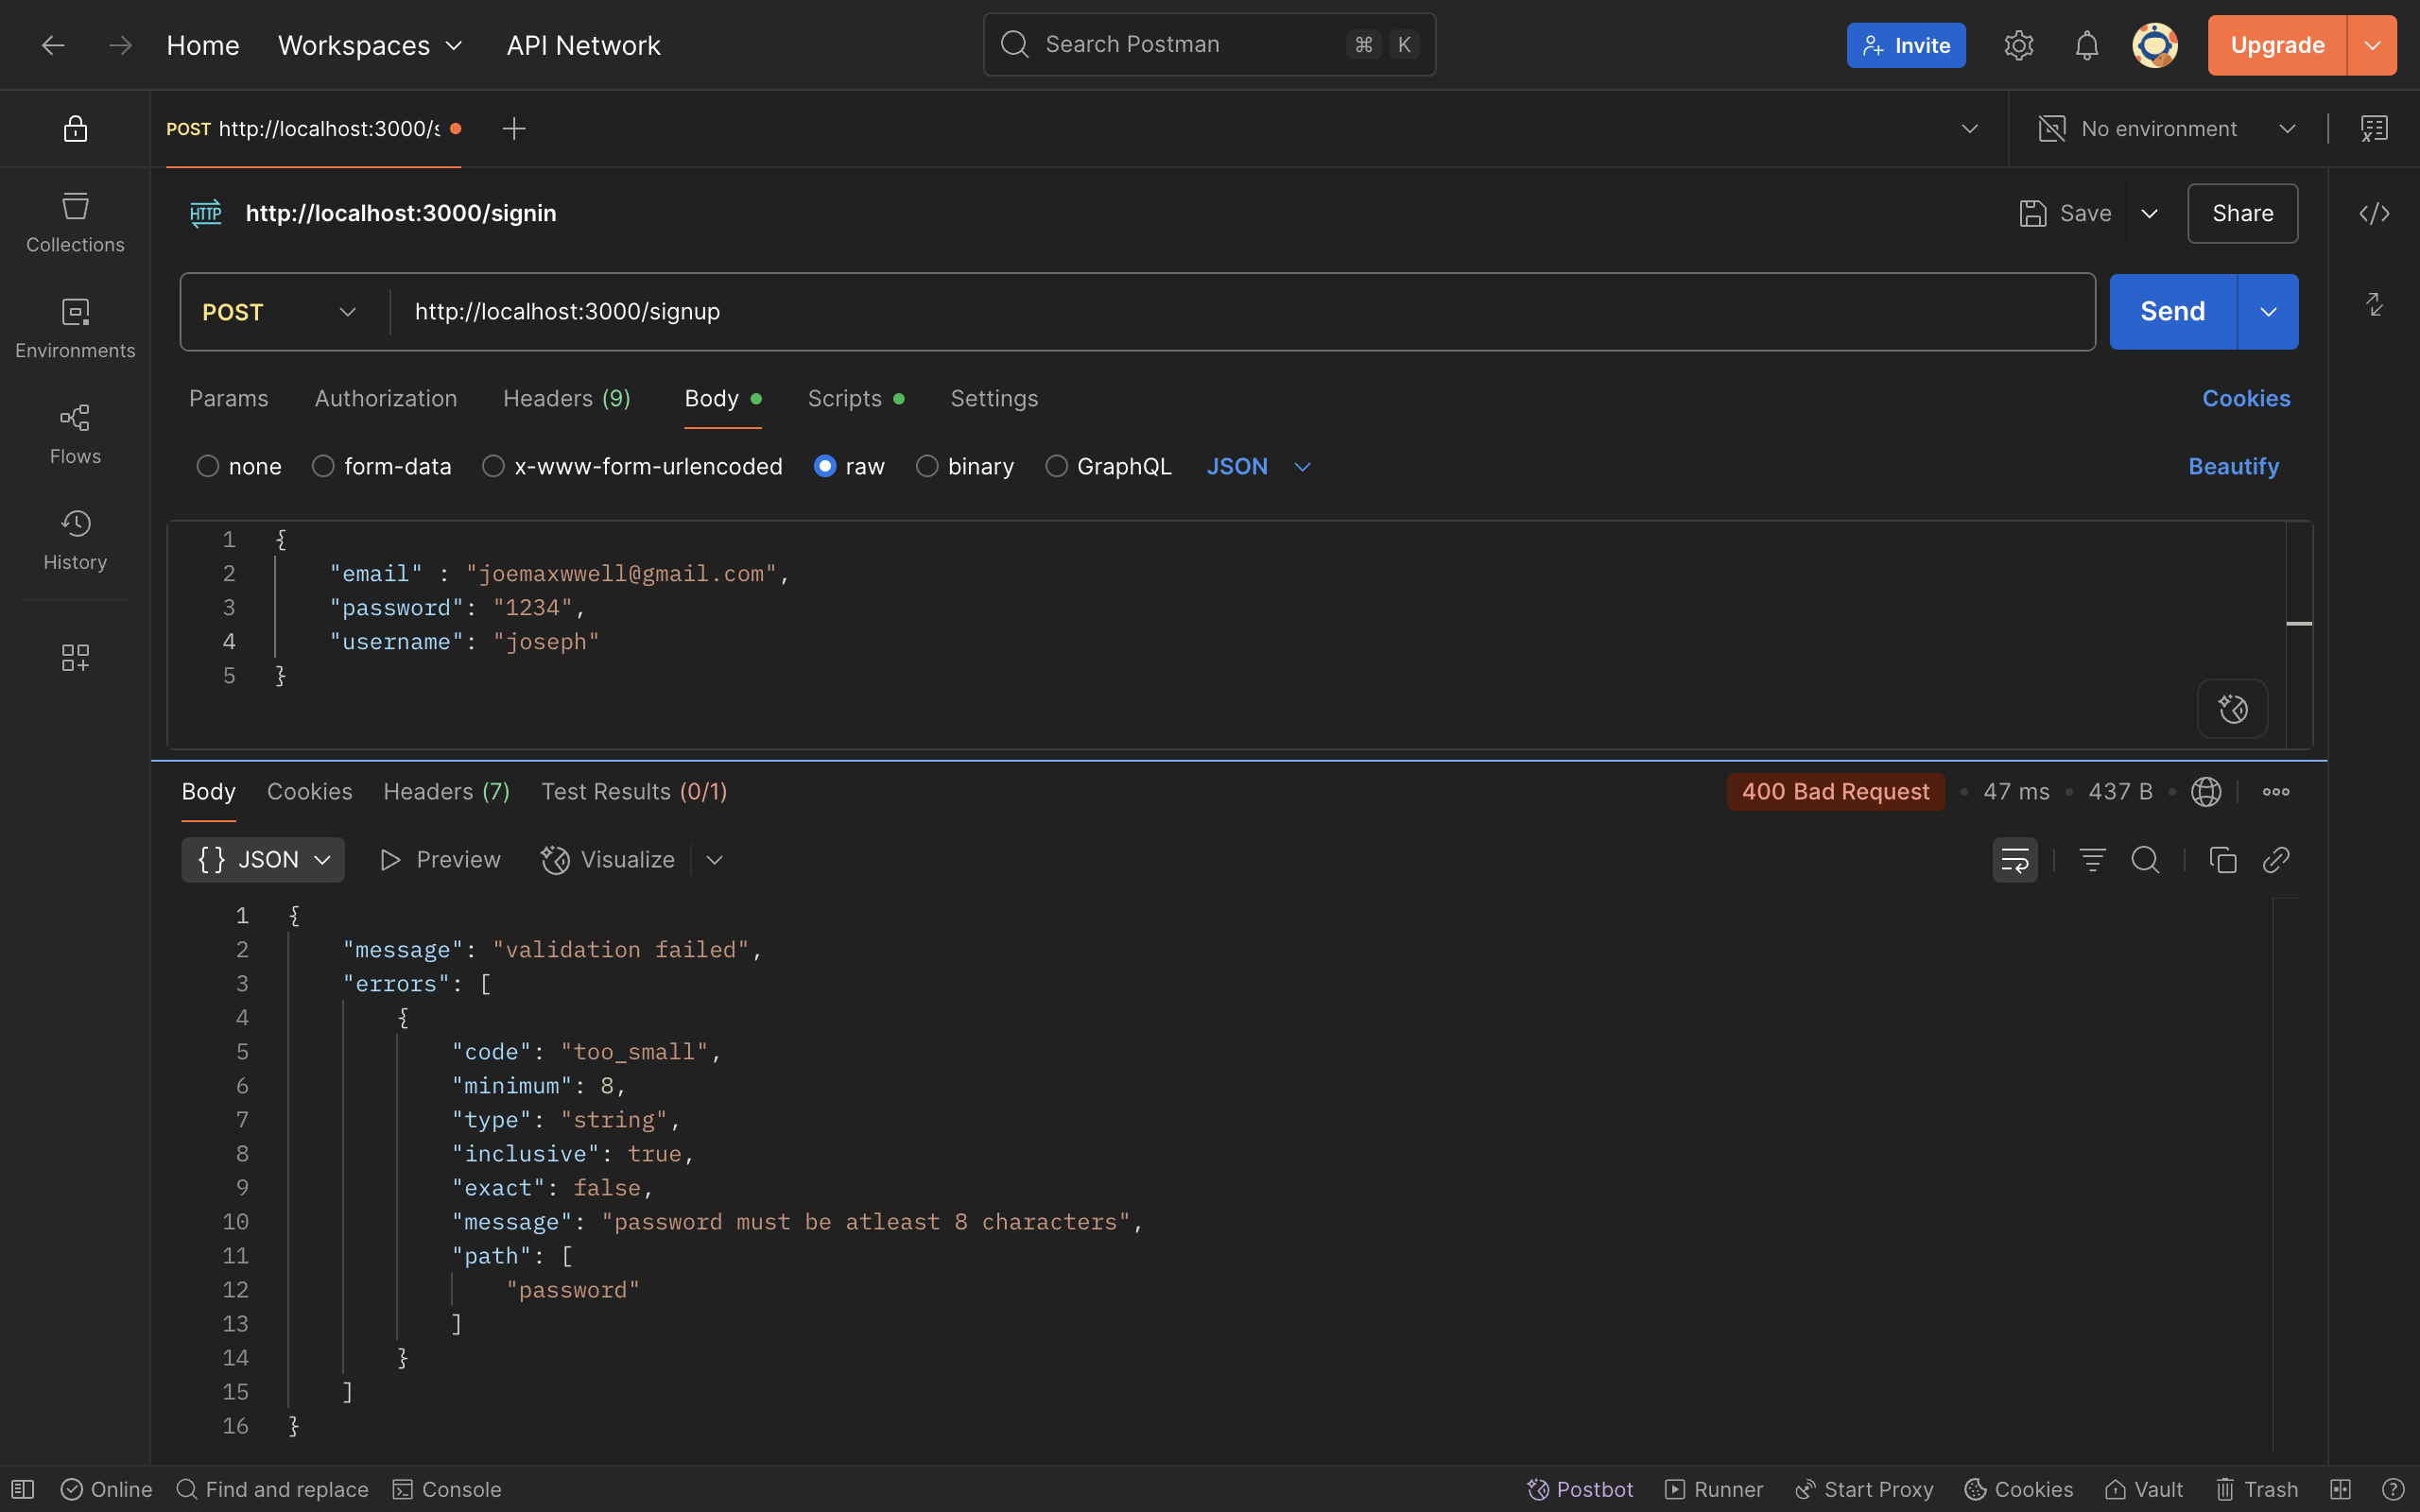 Home Workspaces API Network Search Postman ⌘ K Invite Upgrade
POST http://localhost:3000/s No environment
HTTP http://localhost:3000/signin Save Share
Collections
POST http://localhost:3000/signup Send
Environments
Params Authorization Headers (9) Body Scripts Settings Cookies
Flows
none form-data x-www-form-urlencoded raw binary GraphQL JSON Beautify
History
1 {
2 "email" : "joemaxwwell@gmail.com",
3 "password": "1234",
4 "username": "joseph"
5 }
Body Cookies Headers (7) Test Results (0/1) 400 Bad Request • 47 ms • 437 B
{} JSON Preview Visualize
1 {
2 "message": "validation failed",
3 "errors": [
4 {
5 "code": "too_small",
6 "minimum": 8,
7 "type": "string",
8 "inclusive": true,
9 "exact": false,
10 "message": "password must be atleast 8 characters",
11 "path": [
12 "password"
13 ]
14 }
15 ]
16 }
Online Find and replace Console Postbot Runner Start Proxy Cookies Vault Trash